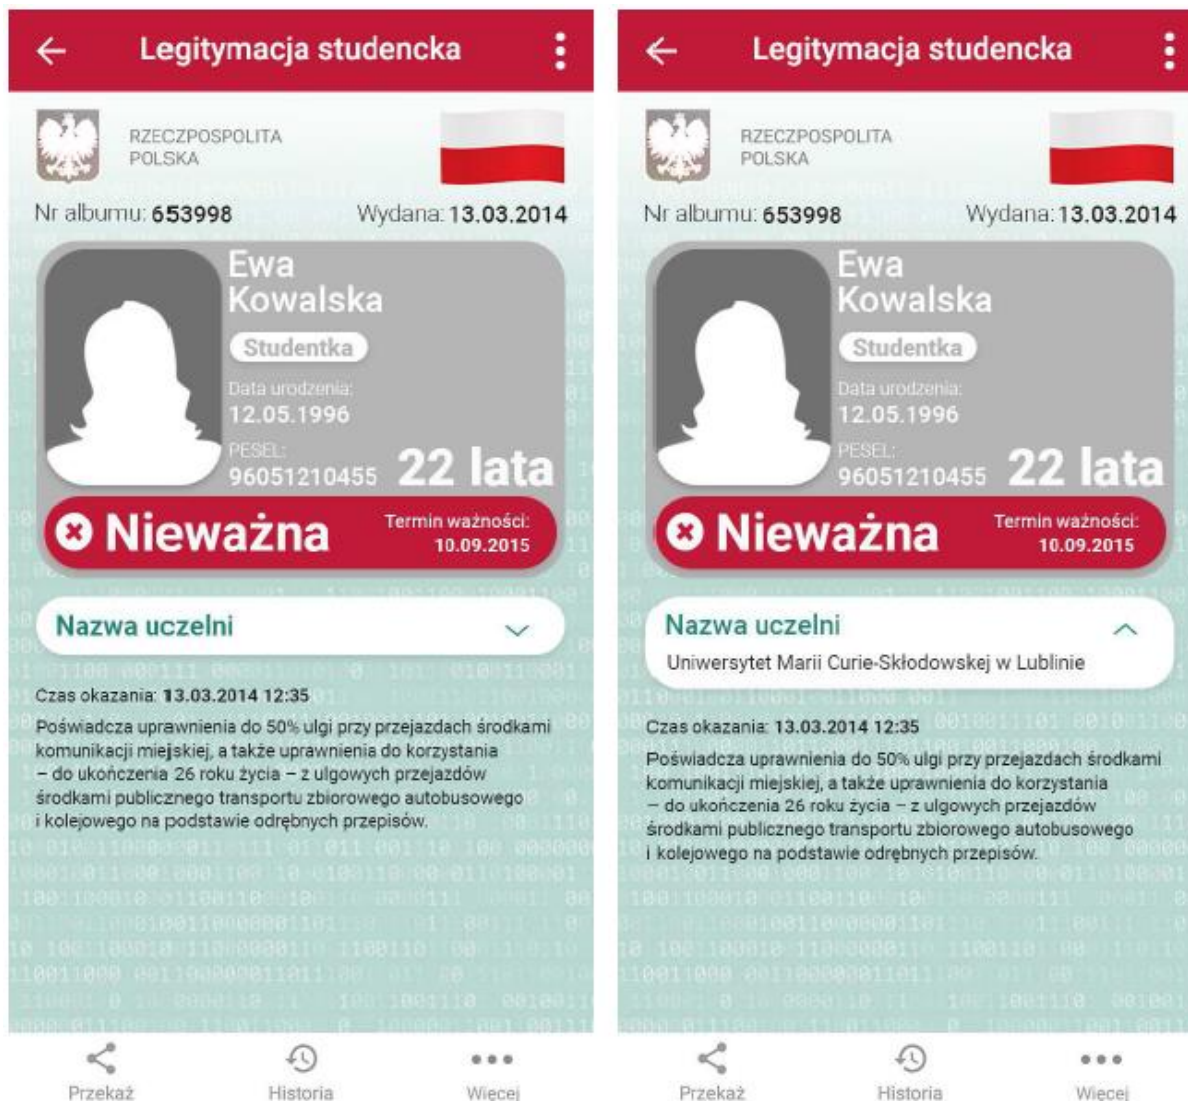 Legitymacja studencka
RZECZPOSPOLITA
POLSKA
Nr albumu: 653998
Wydana: 13.03.2014
Ewa
Kowalska
Studentka
Data urodzenia:
12.05.1996
PESEL:
96051210455
22 lata
Nieważna
Termin ważności:
10.09.2015
Nazwa uczelni
Czas okazania: 13.03.2014 12:35
Poświadcza uprawnienia do 50% ulgi przy przejazdach środkami
komunikacji miejskiej, a także uprawnienia do korzystania
– do ukończenia 26 roku życia – z ulgowych przejazdów
środkami publicznego transportu zbiorowego autobusowego
i kolejowego na podstawie odrębnych przepisów.
Przekaż
Historia
Więcej
Legitymacja studencka
RZECZPOSPOLITA
POLSKA
Nr albumu: 653998
Wydana: 13.03.2014
Ewa
Kowalska
Studentka
Data urodzenia:
12.05.1996
PESEL:
96051210455
22 lata
Nieważna
Termin ważności:
10.09.2015
Nazwa uczelni
Uniwersytet Marii Curie-Skłodowskej w Lublinie
Czas okazania: 13.03.2014 12:35
Poświadcza uprawnienia do 50% ulgi przy przejazdach środkami
komunikacji miejskiej, a także uprawnienia do korzystania
– do ukończenia 26 roku życia – z ulgowych przejazdów
środkami publicznego transportu zbiorowego autobusowego
i kolejowego na podstawie odrębnych przepisów.
Przekaż
Historia
Więcej